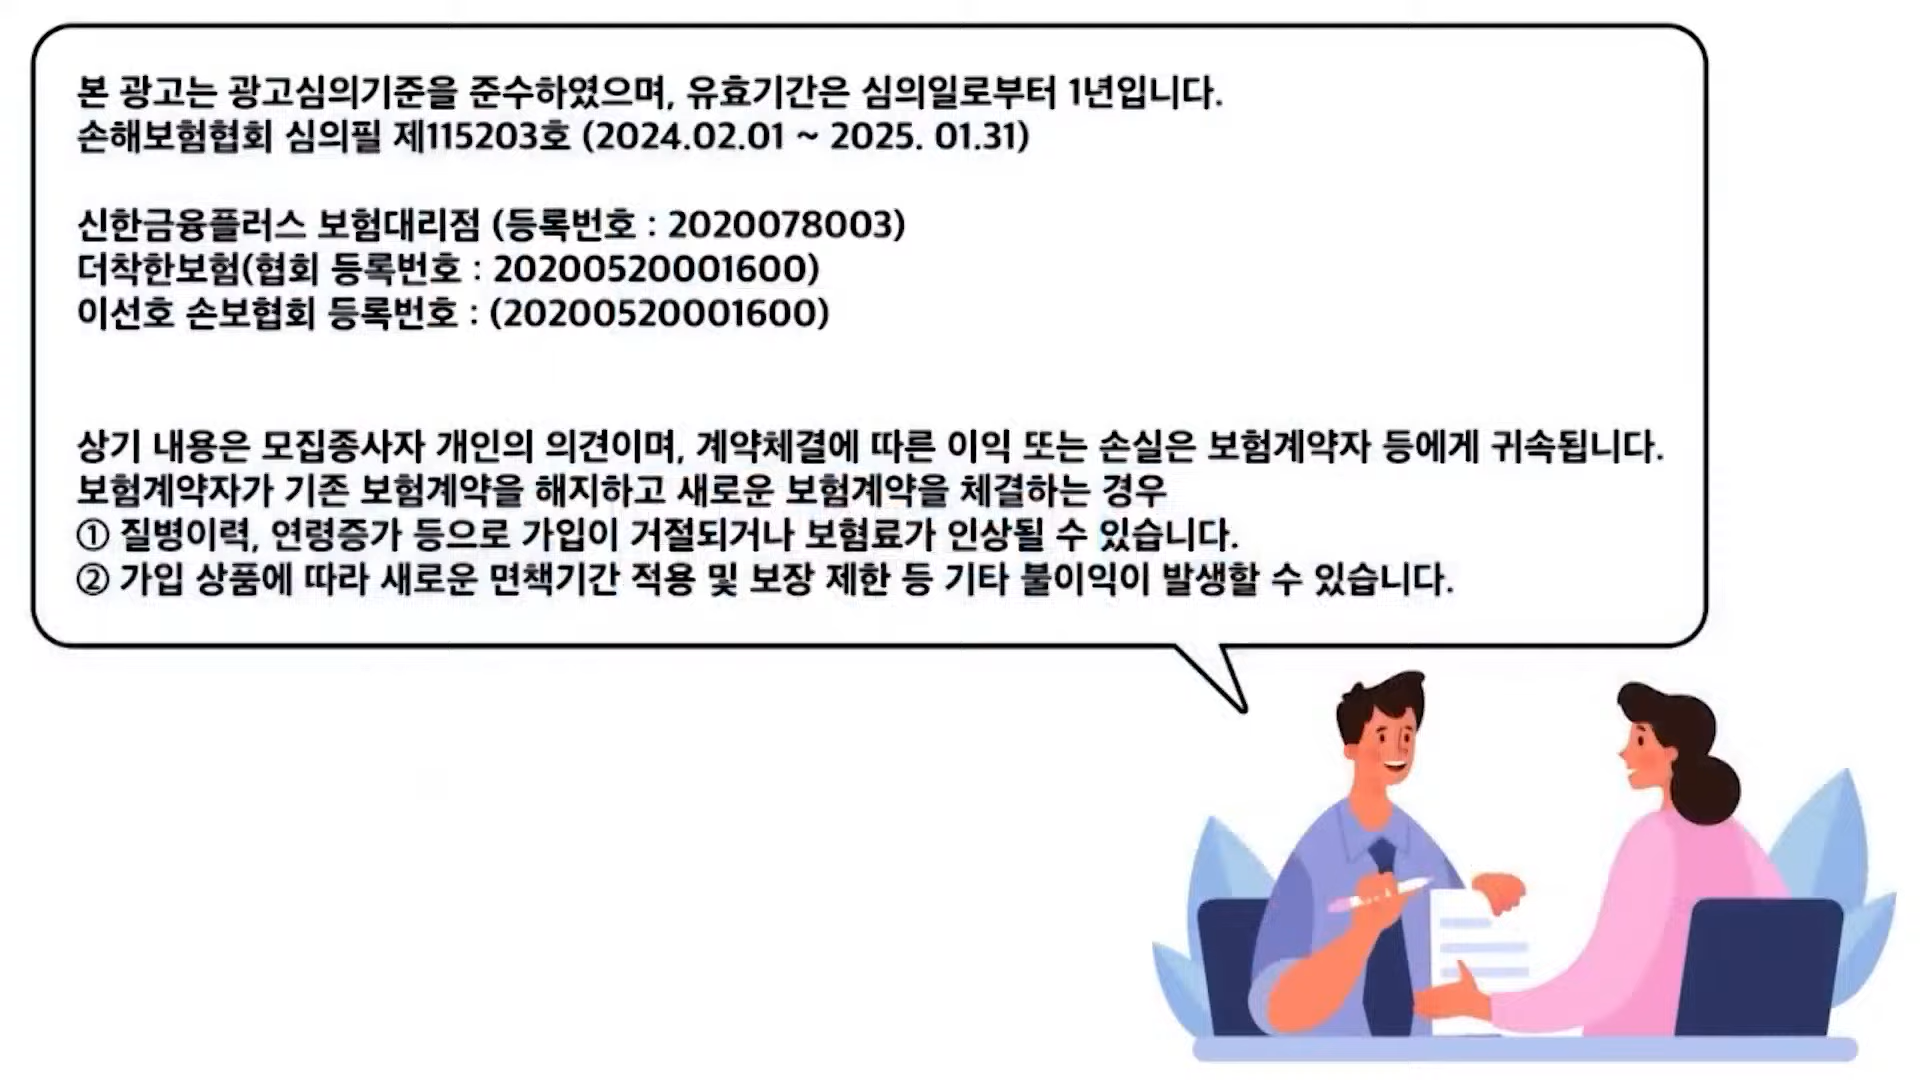 본 광고는 광고심의기준을 준수하였으며, 유효기간은 심의일로부터 1년입니다.
손해보험협회 심의필 제115203호 (2024.02.01 ~ 2025. 01.31)
신한금융플러스 보험대리점 (등록번호 : 2020078003)
더착한보험(협회 등록번호 : 20200520001600)
이선호 손보협회 등록번호 : (20200520001600)
상기 내용은 모집종사자 개인의 의견이며, 계약체결에 따른 이익 또는 손실은 보험계약자 등에게 귀속됩니다.
보험계약자가 기존 보험계약을 해지하고 새로운 보험계약을 체결하는 경우
① 질병이력, 연령증가 등으로 가입이 거절되거나 보험료가 인상될 수 있습니다.
② 가입 상품에 따라 새로운 면책기간 적용 및 보장 제한 등 기타 불이익이 발생할 수 있습니다.